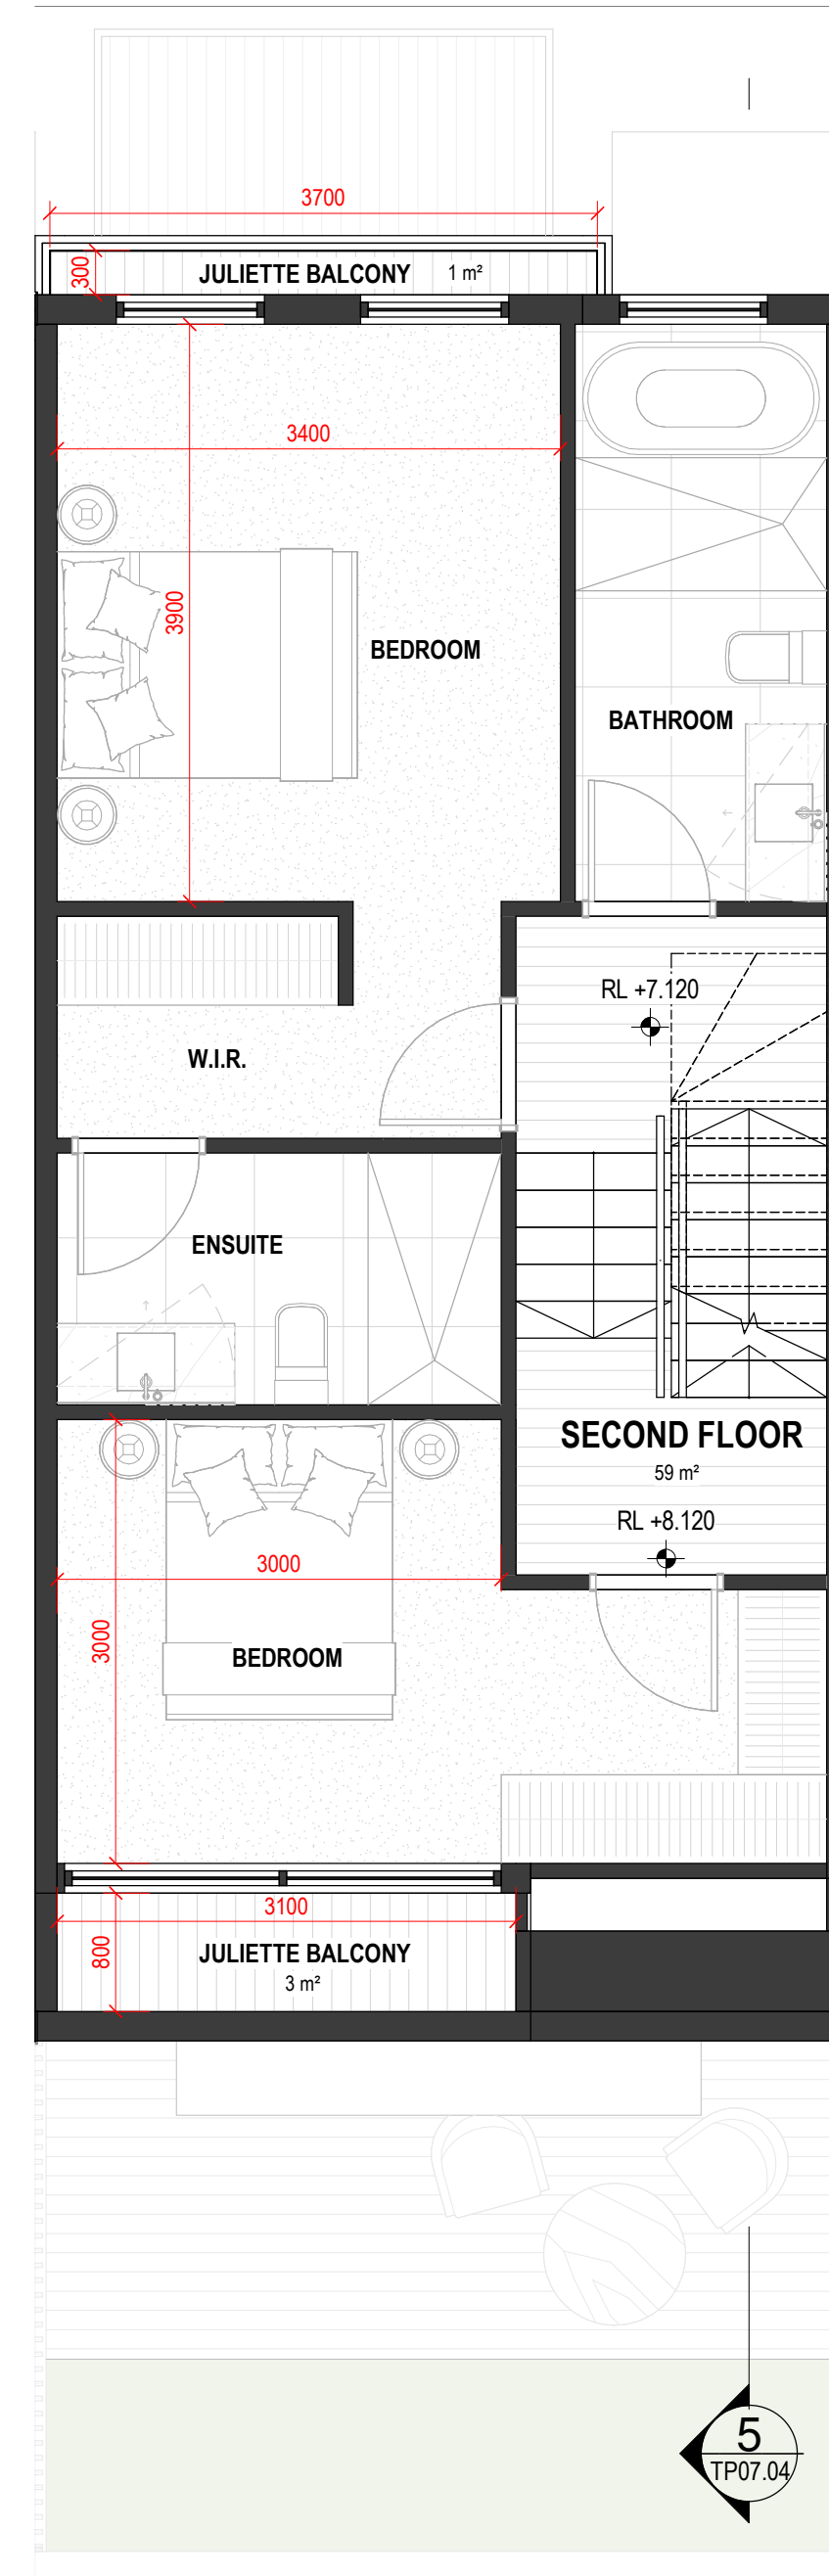 3700
300
JULIETTE BALCONY 1 m²
3400
3900
BEDROOM
BATHROOM
RL +7.120
W.I.R.
ENSUITE
SECOND FLOOR
59 m²
RL +8.120
3000
3000
BEDROOM
3100
800
JULIETTE BALCONY
3 m²
5
TP07.04